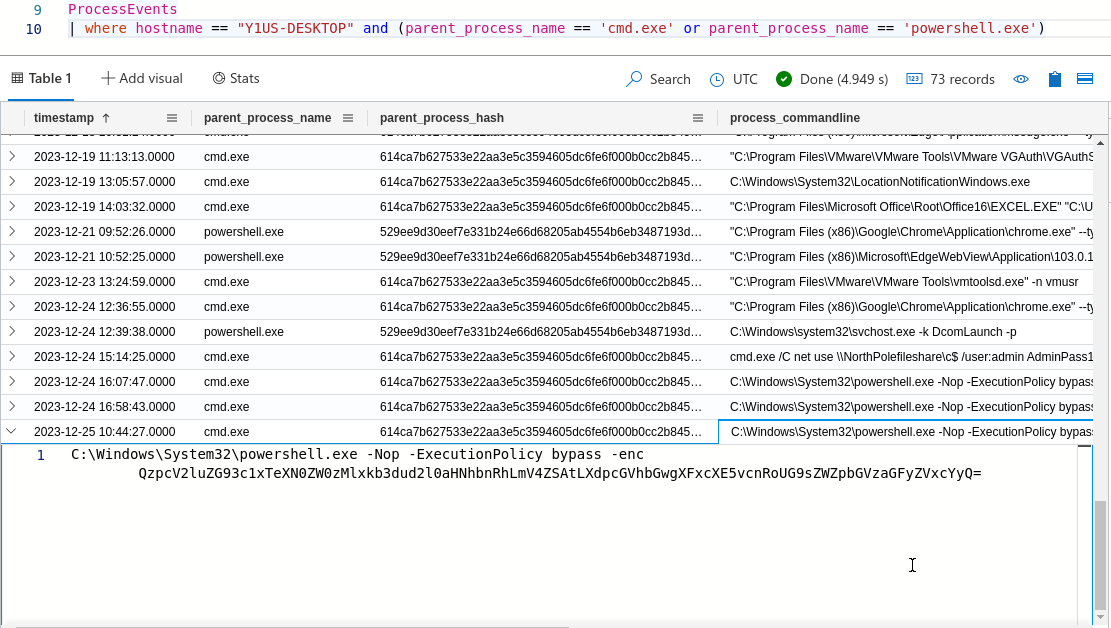 9 ProcessEvents
10 | where hostname == "Y1US-DESKTOP" and (parent_process_name == 'cmd.exe' or parent_process_name == 'powershell.exe')
Table 1 Add visual Stats Search UTC Done (4.949 s) 123 73 records
timestamp parent_process_name parent_process_hash process_commandline
2023-12-19 11:13:13.0000 cmd.exe 614ca7b627533e22aa3e5c3594605dc6fe6f000b0cc2b845... "C:\Program Files\VMware\VMware Tools\VMware VGAuth\VGAuthS
2023-12-19 13:05:57.0000 cmd.exe 614ca7b627533e22aa3e5c3594605dc6fe6f000b0cc2b845... C:\Windows\System32\LocationNotificationWindows.exe
2023-12-19 14:03:32.0000 cmd.exe 614ca7b627533e22aa3e5c3594605dc6fe6f000b0cc2b845... "C:\Program Files\Microsoft Office\Root\Office16\EXCEL.EXE" "C:\U
2023-12-21 09:52:26.0000 powershell.exe 529ee9d30eef7e331b24e66d68205ab4554b6eb3487193d... "C:\Program Files (x86)\Google\Chrome\Application\chrome.exe" --ty
2023-12-21 10:52:25.0000 powershell.exe 529ee9d30eef7e331b24e66d68205ab4554b6eb3487193d... "C:\Program Files (x86)\Microsoft\EdgeWebView\Application\103.0.1
2023-12-23 13:24:59.0000 cmd.exe 614ca7b627533e22aa3e5c3594605dc6fe6f000b0cc2b845... "C:\Program Files\VMware\VMware Tools\vmtoolsd.exe" -n vmusr
2023-12-24 12:36:55.0000 cmd.exe 614ca7b627533e22aa3e5c3594605dc6fe6f000b0cc2b845... "C:\Program Files (x86)\Google\Chrome\Application\chrome.exe" --ty
2023-12-24 12:39:38.0000 powershell.exe 529ee9d30eef7e331b24e66d68205ab4554b6eb3487193d... C:\Windows\system32\svchost.exe -k DcomLaunch -p
2023-12-24 15:14:25.0000 cmd.exe 614ca7b627533e22aa3e5c3594605dc6fe6f000b0cc2b845... cmd.exe /C net use \\NorthPolefileshare\c$ /user:admin AdminPass1
2023-12-24 16:07:47.0000 cmd.exe 614ca7b627533e22aa3e5c3594605dc6fe6f000b0cc2b845... C:\Windows\System32\powershell.exe -Nop -ExecutionPolicy bypass
2023-12-24 16:58:43.0000 cmd.exe 614ca7b627533e22aa3e5c3594605dc6fe6f000b0cc2b845... C:\Windows\System32\powershell.exe -Nop -ExecutionPolicy bypass
2023-12-25 10:44:27.0000 cmd.exe 614ca7b627533e22aa3e5c3594605dc6fe6f000b0cc2b845... C:\Windows\System32\powershell.exe -Nop -ExecutionPolicy bypass
1 C:\Windows\System32\powershell.exe -Nop -ExecutionPolicy bypass -enc
QzpcV2luZG93c1xTeXN0ZW0zMlxkb3dud2l0aHNhbnRhLmV4ZSAtLXdpcGVhbGwgXFxcXE5vcnRoUG9sZWZpbGVzaGFyZVxcYyQ=